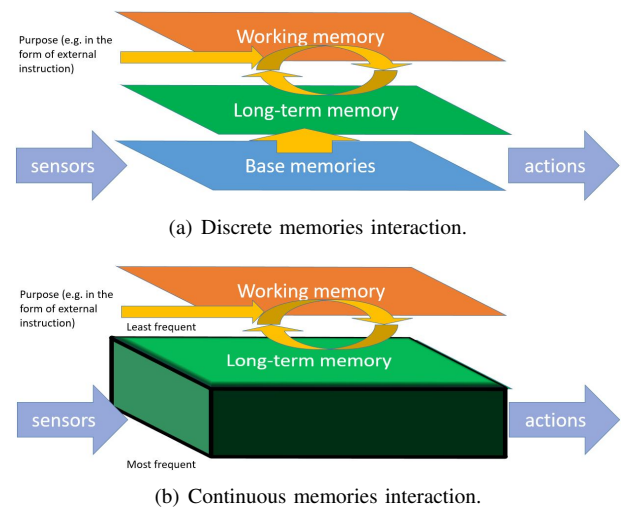 Working memory
Purpose (e.g. in the
form of external
instruction)
Long-term memory
sensors
Base memories
actions
(a) Discrete memories interaction.
Working memory
Purpose (e.g. in the
form of external
instruction)
Least frequent
Long-term memory
sensors
actions
Most frequent
(b) Continuous memories interaction.